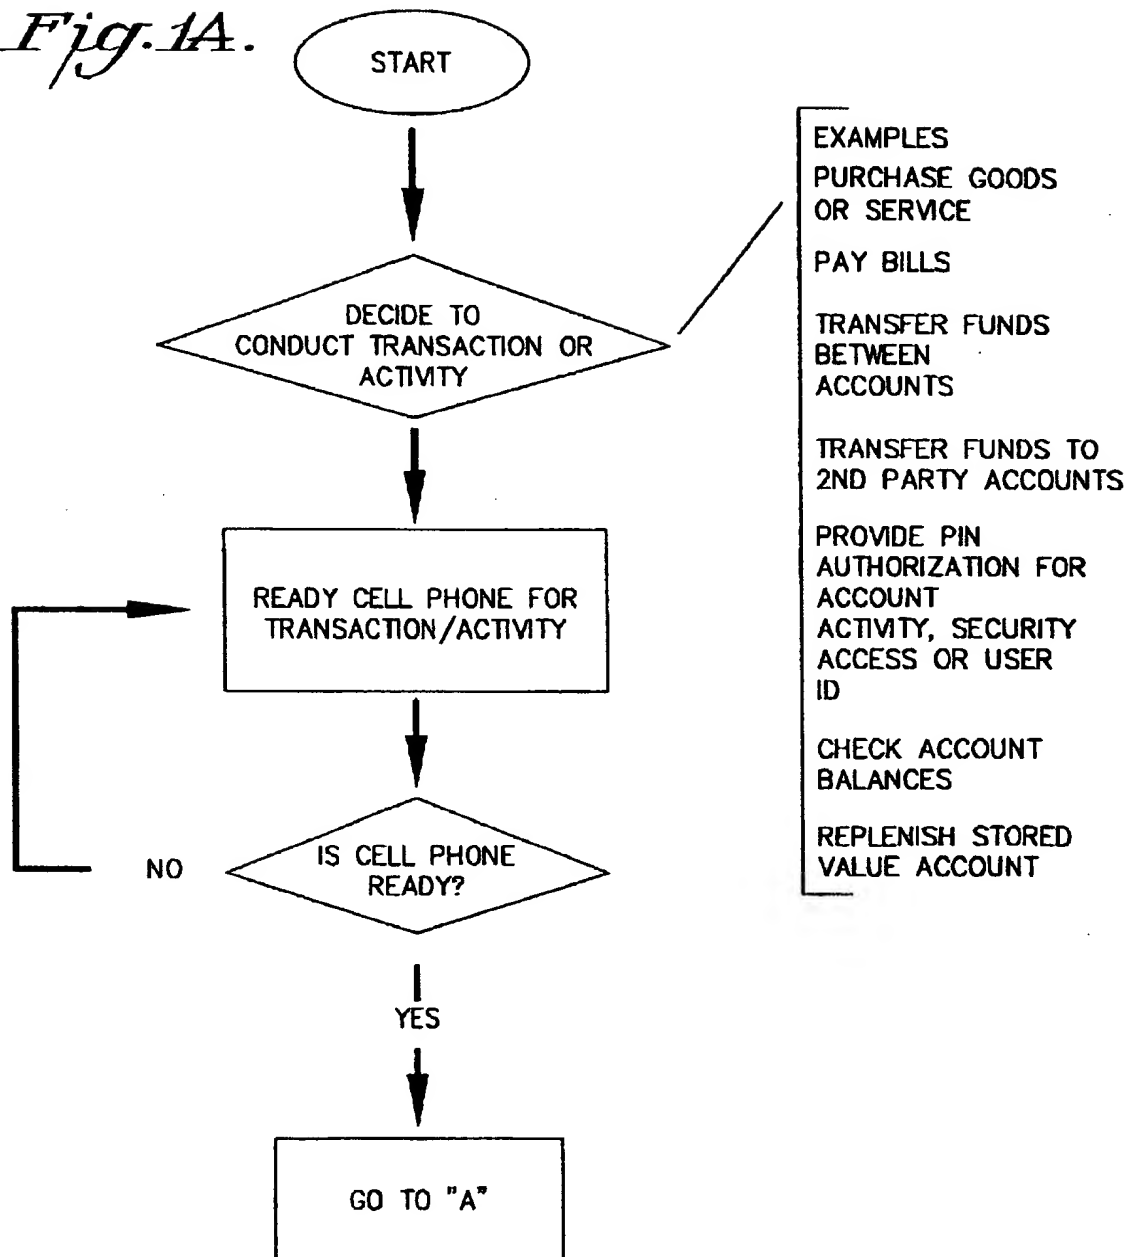 Fig. 1A.
START
DECIDE TO
CONDUCT TRANSACTION OR
ACTIVITY
EXAMPLES
PURCHASE GOODS
OR SERVICE
PAY BILLS
TRANSFER FUNDS
BETWEEN
ACCOUNTS
TRANSFER FUNDS TO
2ND PARTY ACCOUNTS
PROVIDE PIN
AUTHORIZATION FOR
ACCOUNT
ACTIVITY, SECURITY
ACCESS OR USER
ID
CHECK ACCOUNT
BALANCES
REPLENISH STORED
VALUE ACCOUNT
READY CELL PHONE FOR
TRANSACTION/ACTIVITY
IS CELL PHONE
READY?
NO
YES
GO TO "A"